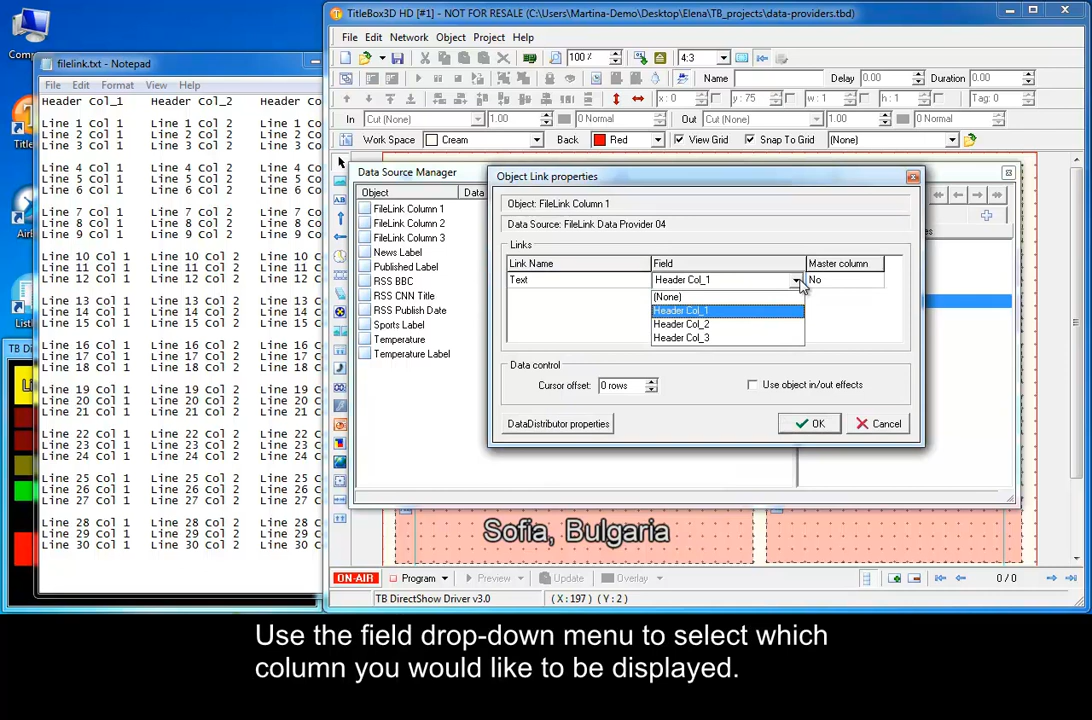 TitleBox3D HD [#1] - NOT FOR RESALE (C:\Users\Martina-Demo\Desktop\Elena\TB_projects\data-providers.tbd)
File Edit Network Object Project Help
100 % 4:3
Name Delay 0.00 Duration 0.00
x : 0 y : 75 w : 1 h : 1 Tag: 0
In Cut (None) 1.00 0 Normal Out Cut (None) 1.00 0 Normal
Work Space Cream Back Red View Grid Snap To Grid (None)
filelink.txt - Notepad
File Edit Format View Help
Header Col_1 Header Col_2 Header C
Line 1 Col 1 Line 1 Col 2 Line 1 C
Line 2 Col 1 Line 2 Col 2 Line 2 C
Line 3 Col 1 Line 3 Col 2 Line 3 C
Line 4 Col 1 Line 4 Col 2 Line 4 C
Line 5 Col 1 Line 5 Col 2 Line 5 C
Line 6 Col 1 Line 6 Col 2 Line 6 C
Line 7 Col 1 Line 7 Col 2 Line 7 C
Line 8 Col 1 Line 8 Col 2 Line 8 C
Line 9 Col 1 Line 9 Col 2 Line 9 C
Line 10 Col 1 Line 10 Col 2 Line 10
Line 11 Col 1 Line 11 Col 2 Line 11
Line 12 Col 1 Line 12 Col 2 Line 12
Line 13 Col 1 Line 13 Col 2 Line 13
Line 14 Col 1 Line 14 Col 2 Line 14
Line 15 Col 1 Line 15 Col 2 Line 15
Line 16 Col 1 Line 16 Col 2 Line 16
Line 17 Col 1 Line 17 Col 2 Line 17
Line 18 Col 1 Line 18 Col 2 Line 18
Line 19 Col 1 Line 19 Col 2 Line 19
Line 20 Col 1 Line 20 Col 2 Line 20
Line 21 Col 1 Line 21 Col 2 Line 21
Line 22 Col 1 Line 22 Col 2 Line 22
Line 23 Col 1 Line 23 Col 2 Line 23
Line 24 Col 1 Line 24 Col 2 Line 24
Line 25 Col 1 Line 25 Col 2 Line 25
Line 26 Col 1 Line 26 Col 2 Line 26
Line 27 Col 1 Line 27 Col 2 Line 27
Line 28 Col 1 Line 28 Col 2 Line 28
Line 29 Col 1 Line 29 Col 2 Line 29
Line 30 Col 1 Line 30 Col 2 Line 30
Data Source Manager
Object Data
FileLink Column 1
FileLink Column 2
FileLink Column 3
News Label
Published Label
RSS BBC
RSS CNN Title
RSS Publish Date
Sports Label
Temperature
Temperature Label
Object Link properties
Object: FileLink Column 1
Data Source: FileLink Data Provider 04
Links
Link Name Field Master column
Text Header Col_1 No
(None)
Header Col_1
Header Col_2
Header Col_3
Data control
Cursor offset: 0 rows Use object in/out effects
DataDistributor properties OK Cancel
Sofia, Bulgaria
ON-AIR Program Preview Update Overlay 0 / 0
TB DirectShow Driver v3.0 ( X : 197 ) ( Y : 2 )
Use the field drop-down menu to select which
column you would like to be displayed.